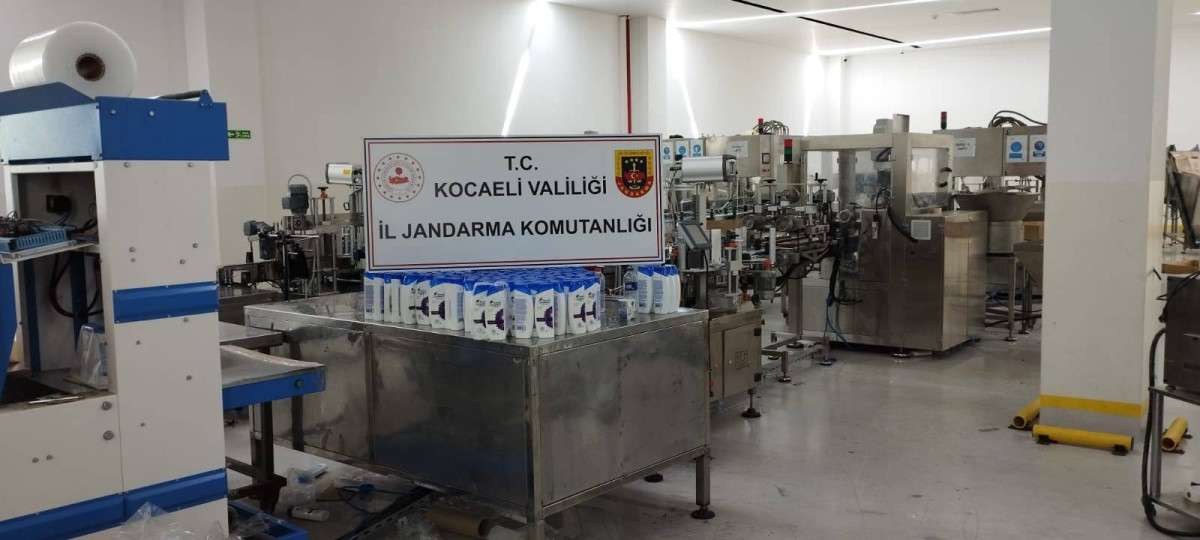 T.C.
KOCAELİ VALİLİĞİ
İL JANDARMA KOMUTANLIĞI